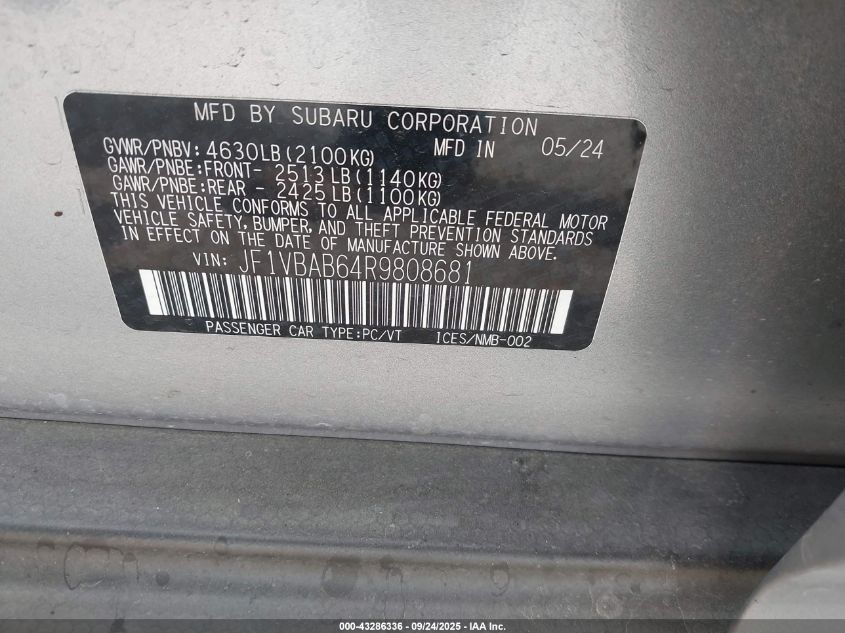 MFD BY SUBARU CORPORATION
GVWR/PNBV: 4630LB(2100KG) MFD IN 05/24
GAWR/PNBE:FRONT- 2513LB(1140KG)
GAWR/PNBE:REAR - 2425LB(1100KG)
THIS VEHICLE CONFORMS TO ALL APPLICABLE FEDERAL MOTOR
VEHICLE SAFETY, BUMPER, AND THEFT PREVENTION STANDARDS
IN EFFECT ON THE DATE OF MANUFACTURE SHOWN ABOVE.
VIN: JF1VBAB64R9808681
PASSENGER CAR TYPE:PC/VT ICES/NMB-002
000-43286336 - 09/24/2025 - IAA Inc.